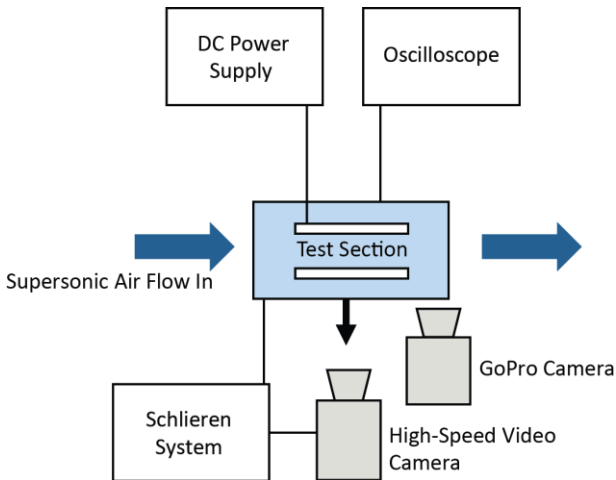 DC Power
Supply
Oscilloscope
Test Section
Supersonic Air Flow In
GoPro Camera
Schlieren
System
High-Speed Video
Camera